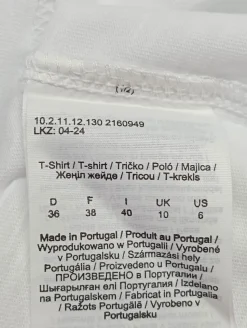 10.2.11.12.130 2160949
LKZ: 04-24
T-Shirt / T-shirt / Tričko / Poló / Majica /
Жеңіл жейде / Tricou / T-krekls
D F I UK US
36 38 40 10 6
Made in Portugal / Produit au Portugal /
Wyprodukowano w Portugalii / Vyrobené
v Portugalsku / Származási hely
Portugália / Proizvedeno u Portugalu /
ПРОИЗВЕДЕНО в Португалии /
Шығарылған елі Португалия / Izdelano
na Portugalskem / Fabricat in Portugalia
/ Ražots Portugālē / Vyrobeno v
Portugalsku